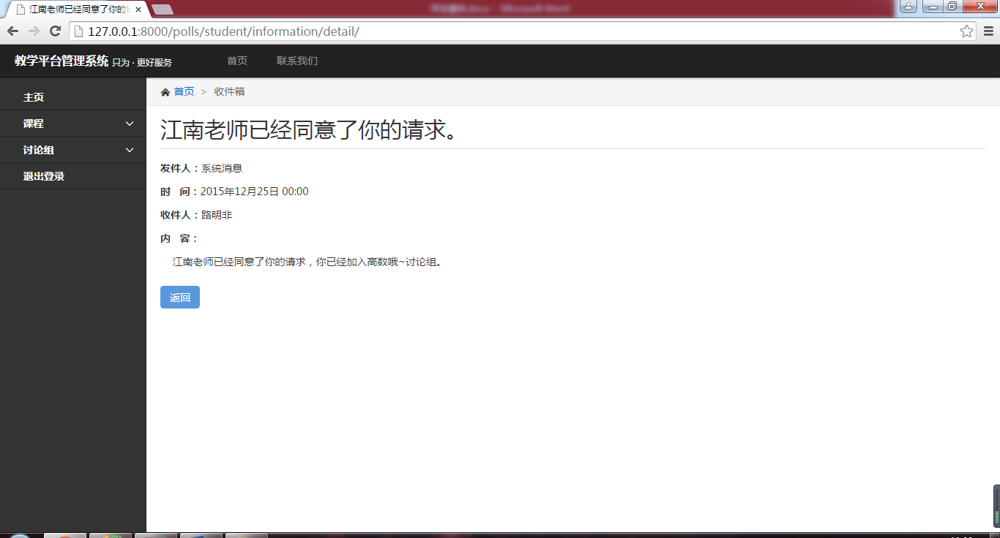 江南老师已经同意了你的
127.0.0.1:8000/polls/student/information/detail/
教学平台管理系统 只为 · 更好服务 首页 联系我们
主页
课程
讨论组
退出登录
首页 > 收件箱
江南老师已经同意了你的请求。
发件人：系统消息
时 间：2015年12月25日 00:00
收件人：路明非
内 容：
江南老师已经同意了你的请求，你已经加入高数哦~讨论组。
返回